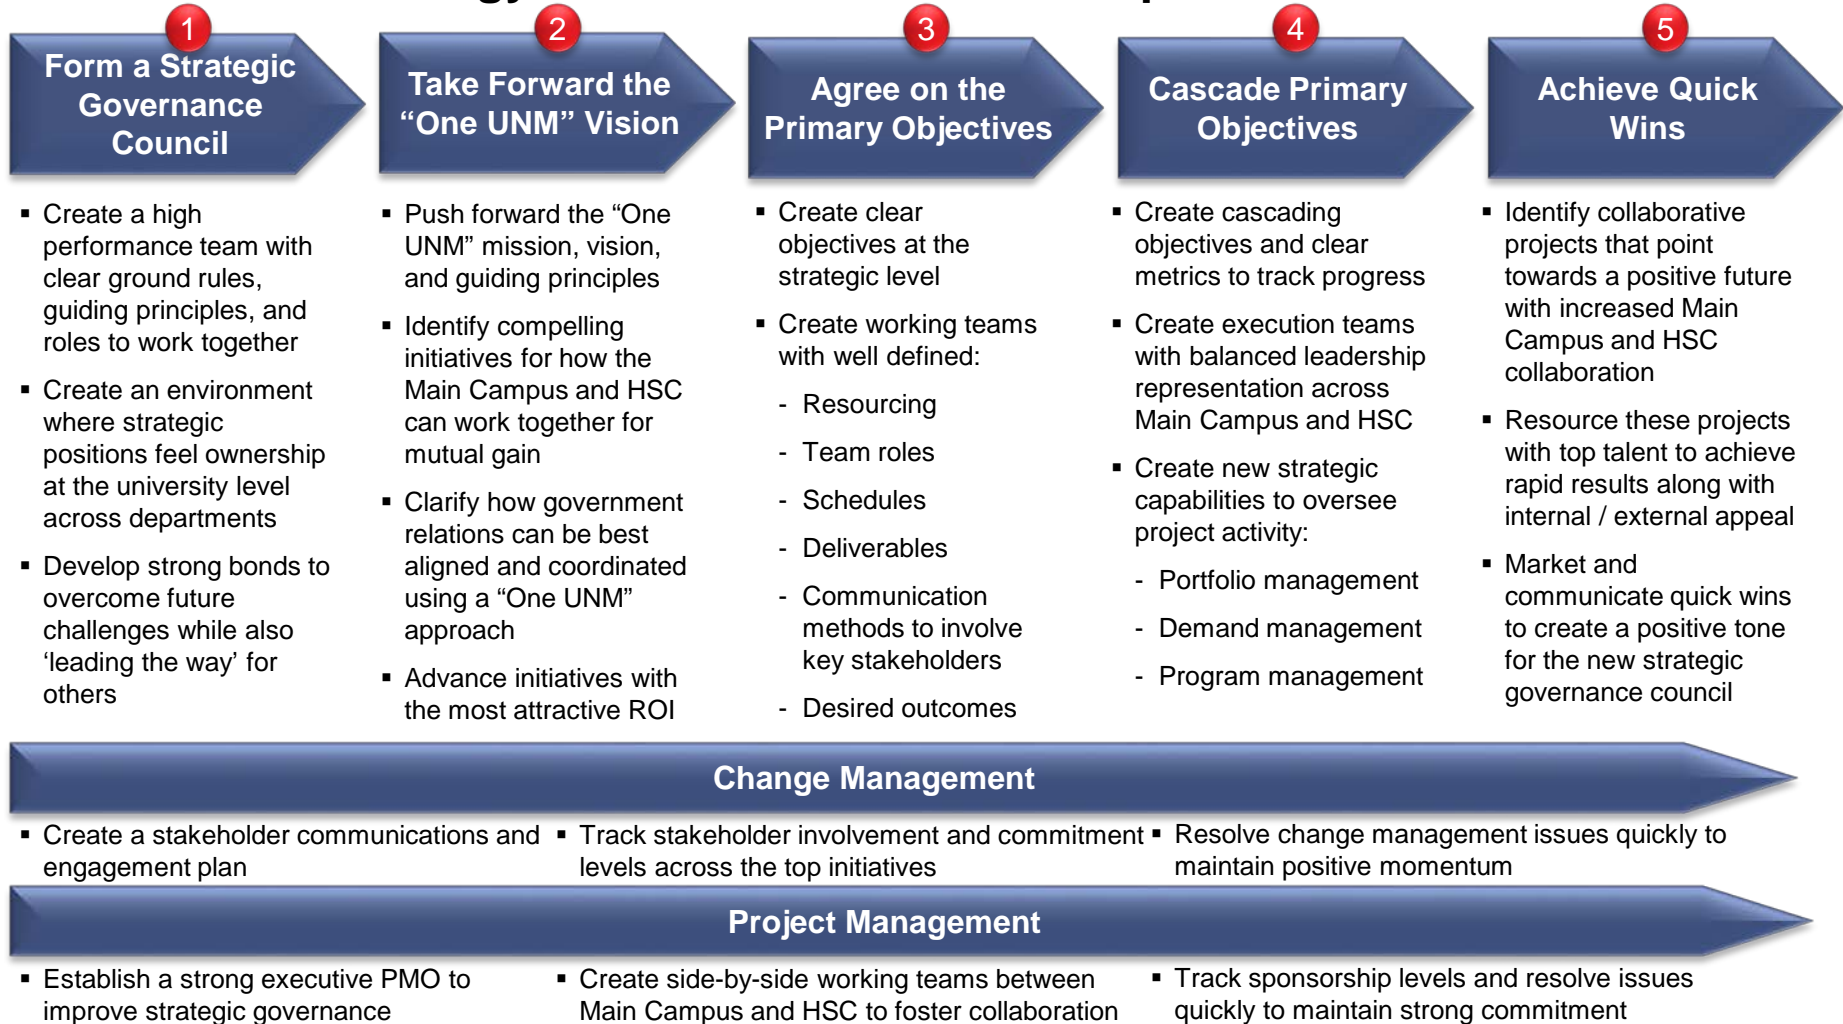 1
Form a Strategic
Governance
Council
▪ Create a high
performance team with
clear ground rules,
guiding principles, and
roles to work together
▪ Create an environment
where strategic
positions feel ownership
at the university level
across departments
▪ Develop strong bonds to
overcome future
challenges while also
‘leading the way’ for
others
2
Take Forward the
“One UNM” Vision
▪ Push forward the “One
UNM” mission, vision,
and guiding principles
▪ Identify compelling
initiatives for how the
Main Campus and HSC
can work together for
mutual gain
▪ Clarify how government
relations can be best
aligned and coordinated
using a “One UNM”
approach
▪ Advance initiatives with
the most attractive ROI
3
Agree on the
Primary Objectives
▪ Create clear
objectives at the
strategic level
▪ Create working teams
with well defined:
- Resourcing
- Team roles
- Schedules
- Deliverables
- Communication
methods to involve
key stakeholders
- Desired outcomes
4
Cascade Primary
Objectives
▪ Create cascading
objectives and clear
metrics to track progress
▪ Create execution teams
with balanced leadership
representation across
Main Campus and HSC
▪ Create new strategic
capabilities to oversee
project activity:
- Portfolio management
- Demand management
- Program management
5
Achieve Quick
Wins
▪ Identify collaborative
projects that point
towards a positive future
with increased Main
Campus and HSC
collaboration
▪ Resource these projects
with top talent to achieve
rapid results along with
internal / external appeal
▪ Market and
communicate quick wins
to create a positive tone
for the new strategic
governance council
Change Management
▪ Create a stakeholder communications and
engagement plan
▪ Track stakeholder involvement and commitment
levels across the top initiatives
▪ Resolve change management issues quickly to
maintain positive momentum
Project Management
▪ Establish a strong executive PMO to
improve strategic governance
▪ Create side-by-side working teams between
Main Campus and HSC to foster collaboration
▪ Track sponsorship levels and resolve issues
quickly to maintain strong commitment